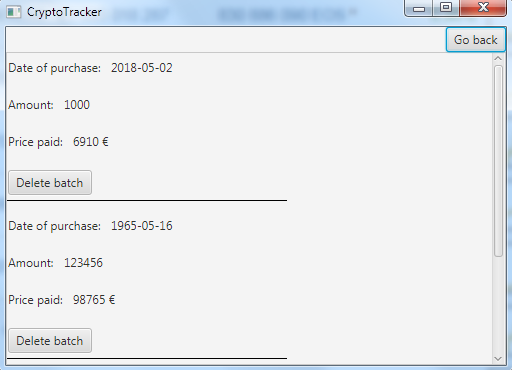 CryptoTracker
Go back
Date of purchase: 2018-05-02
Amount: 1000
Price paid: 6910 €
Delete batch
Date of purchase: 1965-05-16
Amount: 123456
Price paid: 98765 €
Delete batch